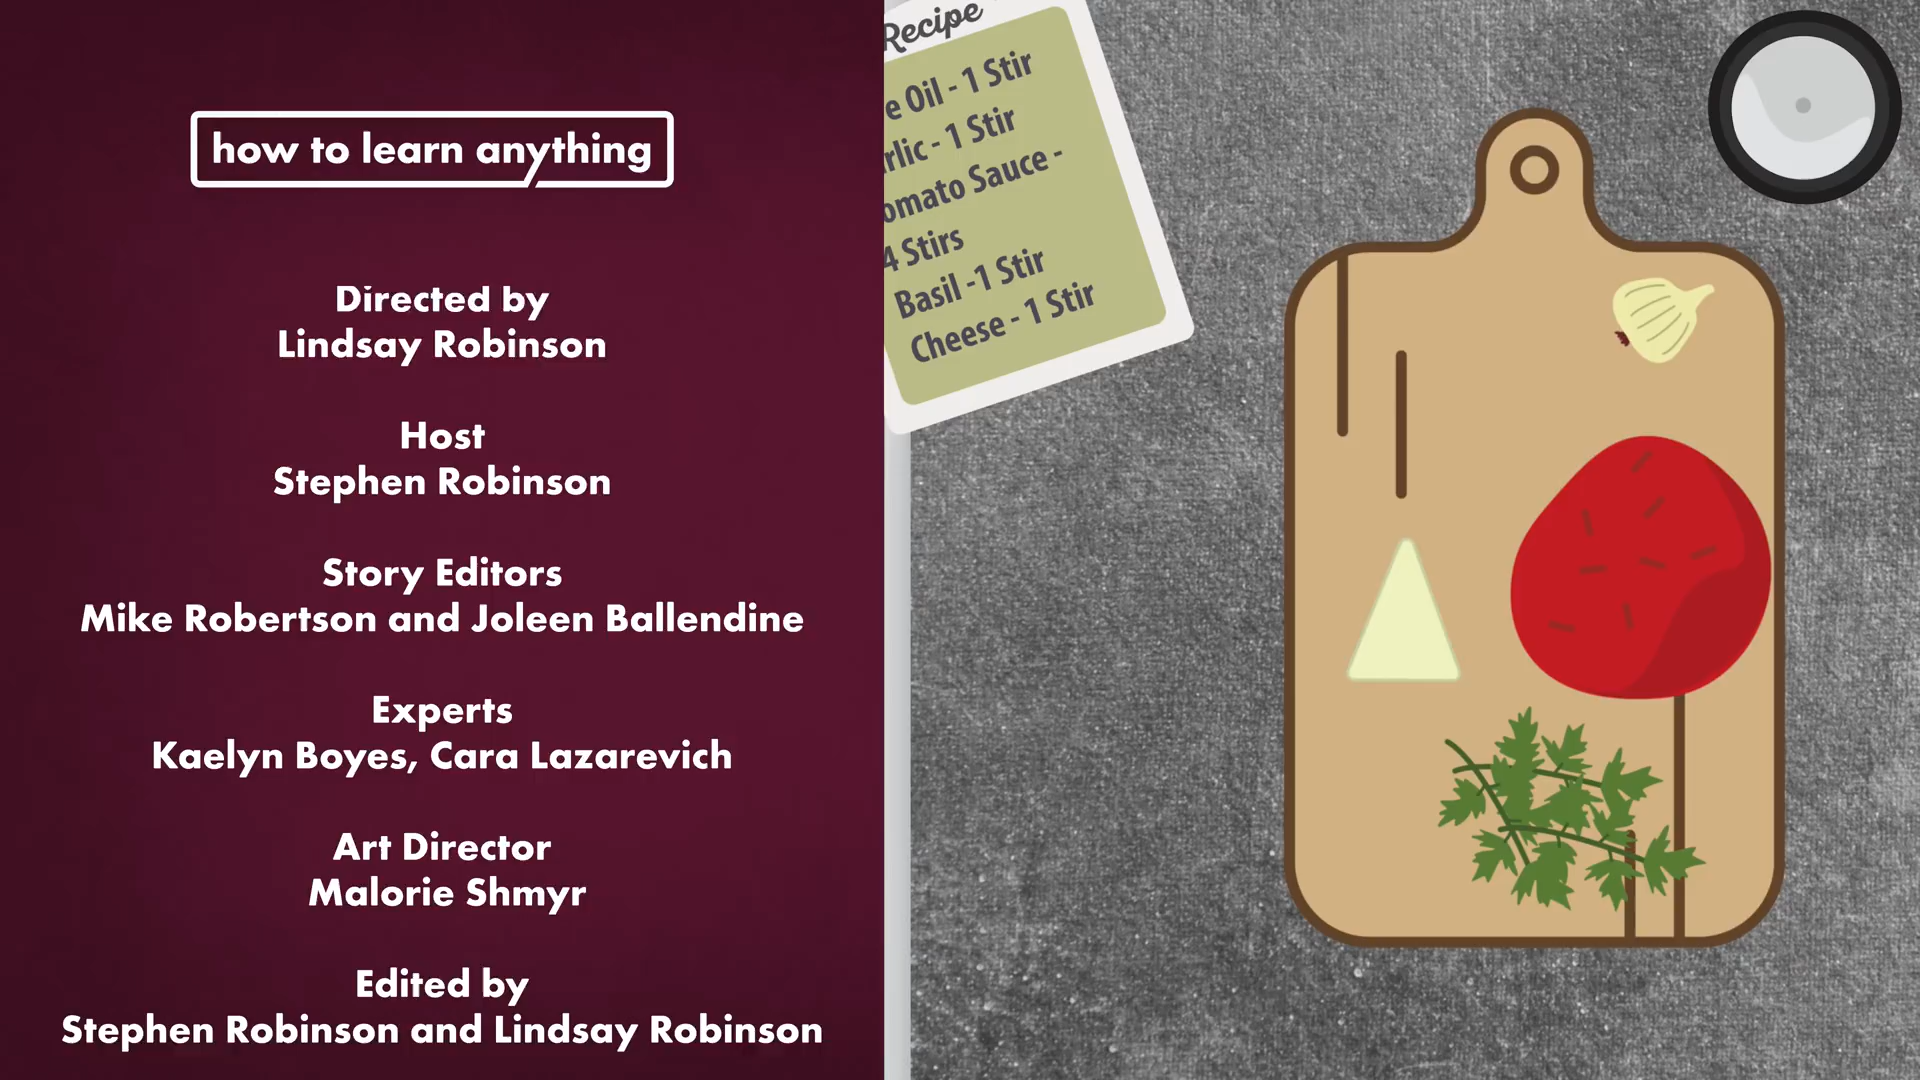 how to learn anything
Directed by
Lindsay Robinson
Host
Stephen Robinson
Story Editors
Mike Robertson and Joleen Ballendine
Experts
Kaelyn Boyes, Cara Lazarevich
Art Director
Malorie Shmyr
Edited by
Stephen Robinson and Lindsay Robinson
Recipe
Oil - 1 Stir
- 1 Stir
Sauce -
4 Stirs
Basil -1 Stir
Cheese - 1 Stir